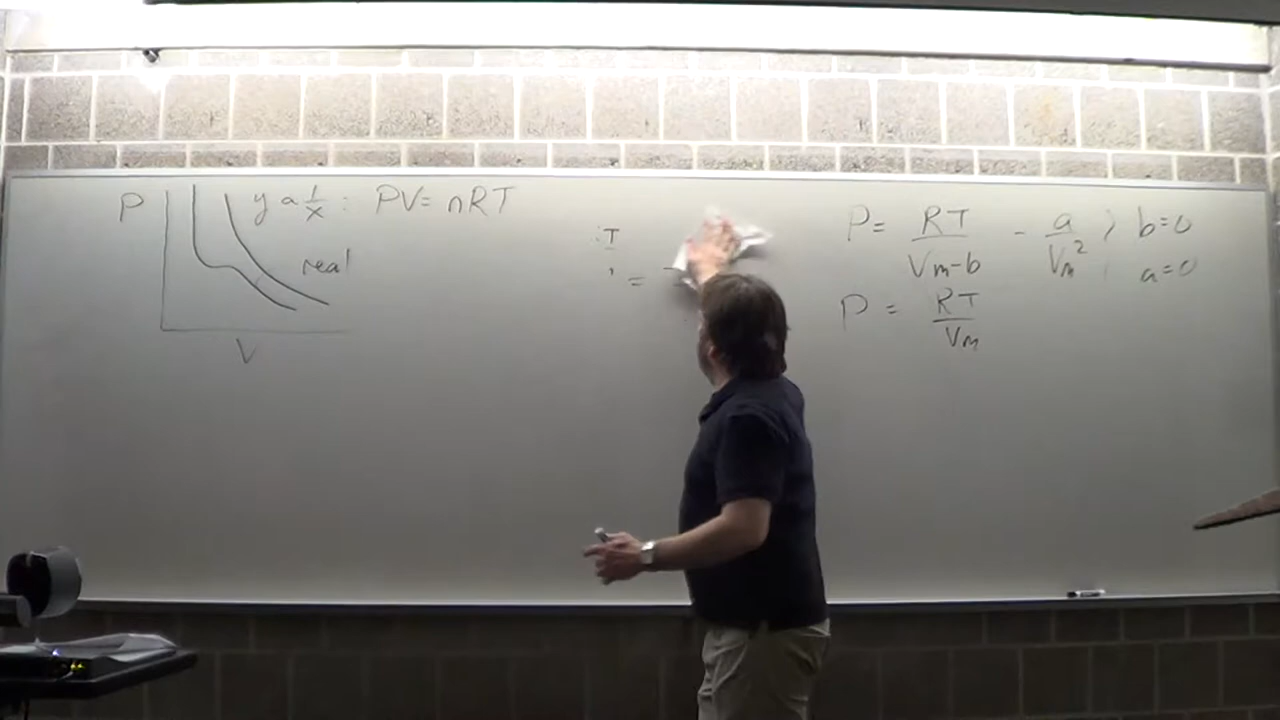 P
y α 1/x : PV = nRT
real
V
:T
' =
P = RT/(Vm-b) - a/Vm² ; b=0
a=0
P = RT/Vm